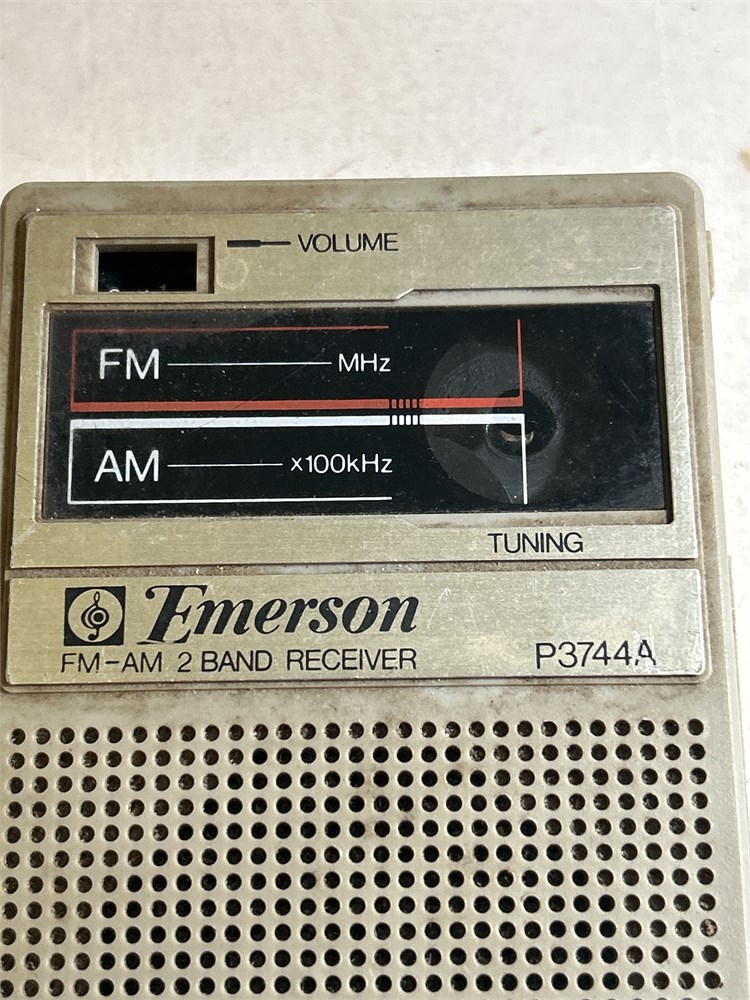 VOLUME
FM MHz
AM x100kHz
TUNING
Emerson
FM-AM 2 BAND RECEIVER P3744A